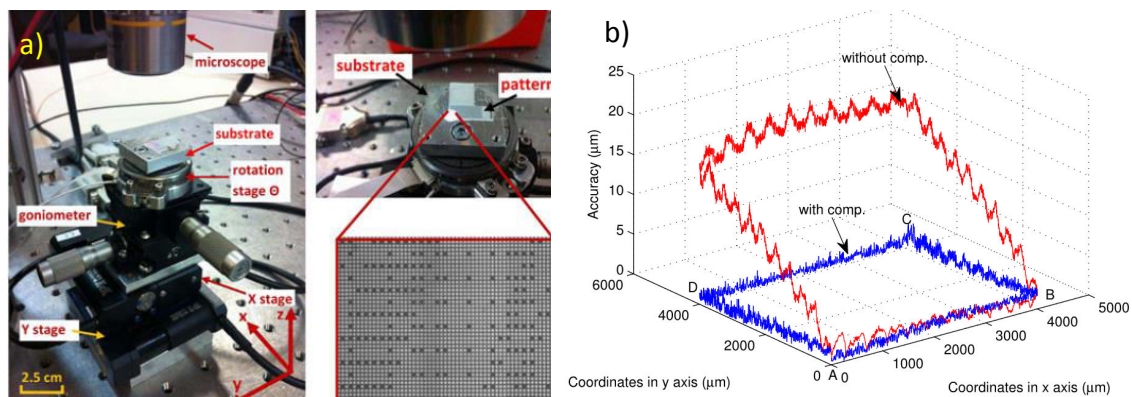 a)
microscope
substrate
rotation
stage Θ
goniometer
X stage
Y stage
x
z
y
2.5 cm
substrate
pattern
b)
without comp.
with comp.
25
20
15
10
5
0
Accuracy (µm)
6000
4000
2000
0
Coordinates in y axis (µm)
0
1000
2000
3000
4000
5000
Coordinates in x axis (µm)
A
B
C
D